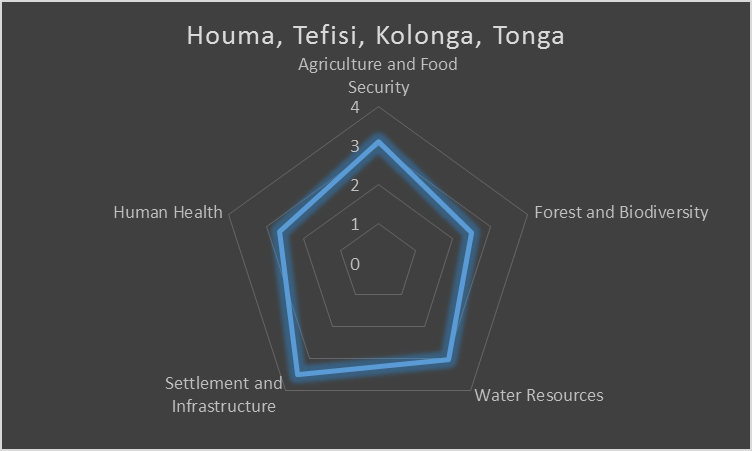 Houma, Tefisi, Kolonga, Tonga
Agriculture and Food
Security
4
3
2
1
0
Human Health
Forest and Biodiversity
Settlement and
Infrastructure
Water Resources